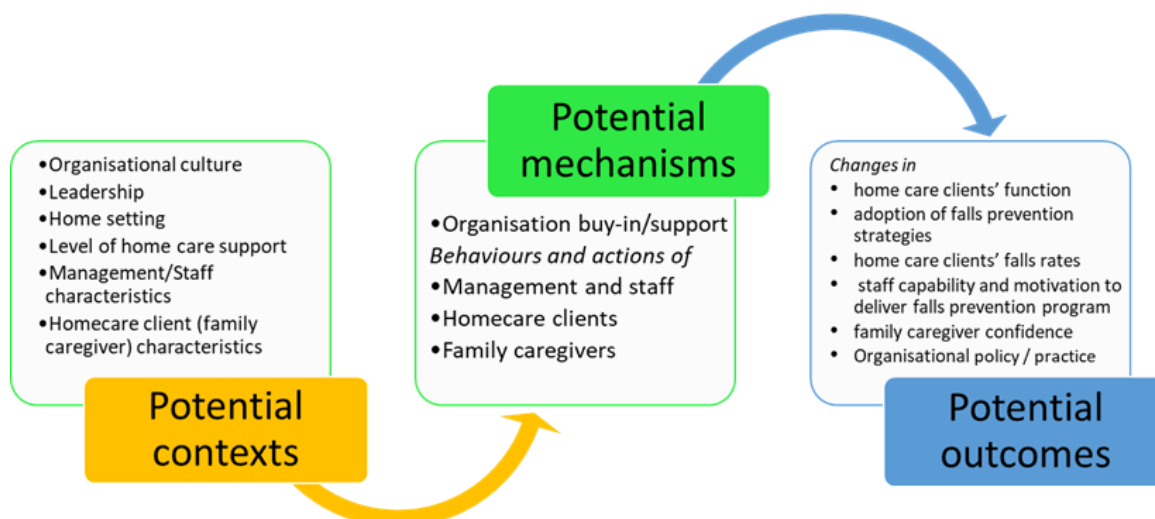 •Organisational culture
•Leadership
•Home setting
•Level of home care support
•Management/Staff
characteristics
•Homecare client (family
caregiver) characteristics
Potential
contexts
Potential
mechanisms
•Organisation buy-in/support
Behaviours and actions of
•Management and staff
•Homecare clients
•Family caregivers
Changes in
• home care clients’ function
• adoption of falls prevention
strategies
• home care clients’ falls rates
• staff capability and motivation to
deliver falls prevention program
• family caregiver confidence
• Organisational policy / practice
Potential
outcomes